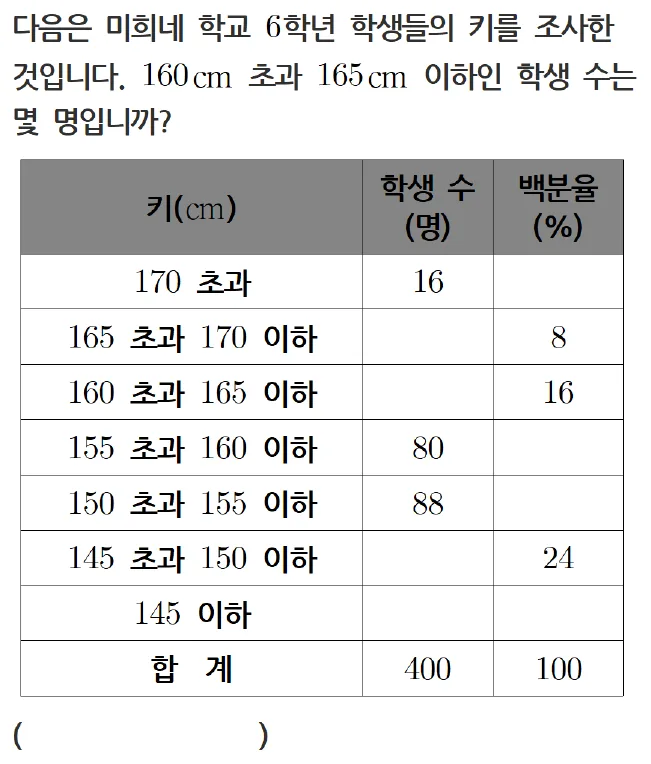 다음은 미희네 학교 6학년 학생들의 키를 조사한
것입니다. 160cm 초과 165cm 이하인 학생 수는
몇 명입니까?
키(cm) 학생 수 (명) 백분율 (%)
170 초과 16
165 초과 170 이하 8
160 초과 165 이하 16
155 초과 160 이하 80
150 초과 155 이하 88
145 초과 150 이하 24
145 이하
합 계 400 100
( )